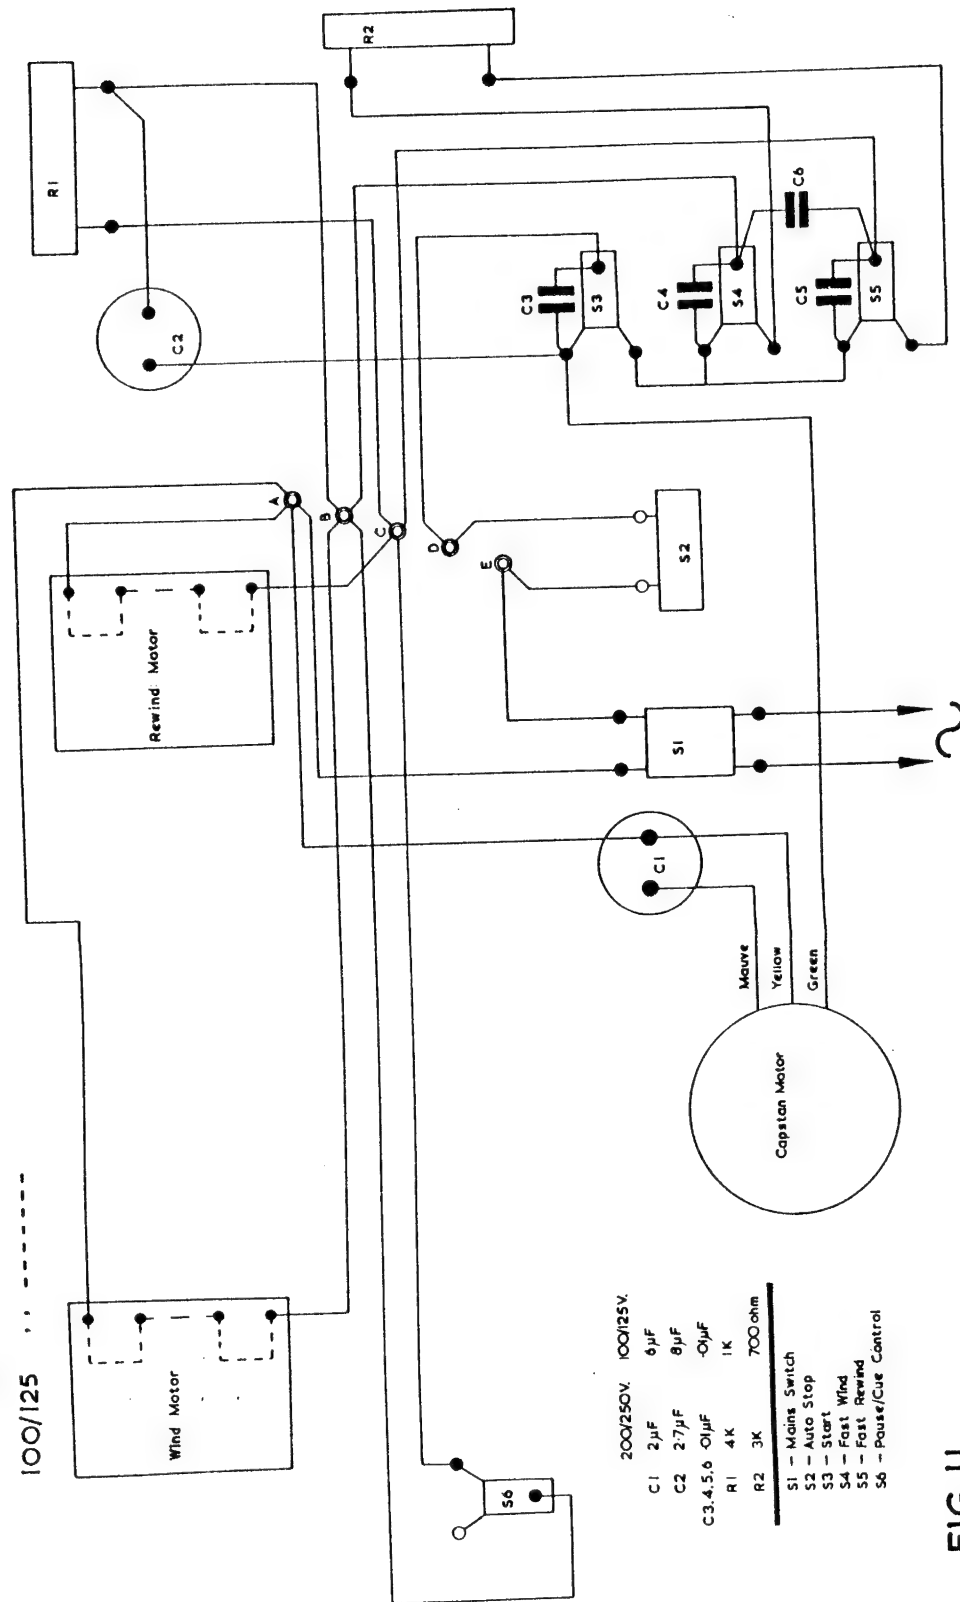 100/125 ,, -------
R1
R2
C2
C3
S3
C4
S4
C6
C5
S5
Rewind Motor
A
B
C
D
E
S2
S1
C1
Mauve
Yellow
Green
Capstan Motor
Wind Motor
S6
200/250V. 100/125V.
C1 2µF 6µF
C2 2·7µF 8µF
C3.4.5.6 ·01µF ·01µF
R1 4K 1K
R2 3K 700ohm
S1 – Mains Switch
S2 – Auto Stop
S3 – Start
S4 – Fast Wind
S5 – Fast Rewind
S6 – Pause/Cue Control
FIG 11